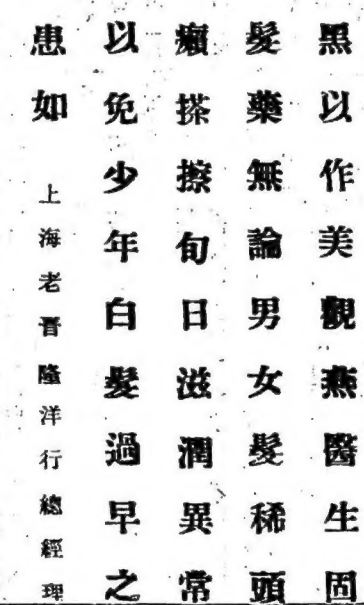 黑以作美觀燕醫生固
髮藥無論男女髮稀頭
癩搽擦旬日滋潤異常
以免少年白髮過早之
患如
上海老晋隆洋行總經理